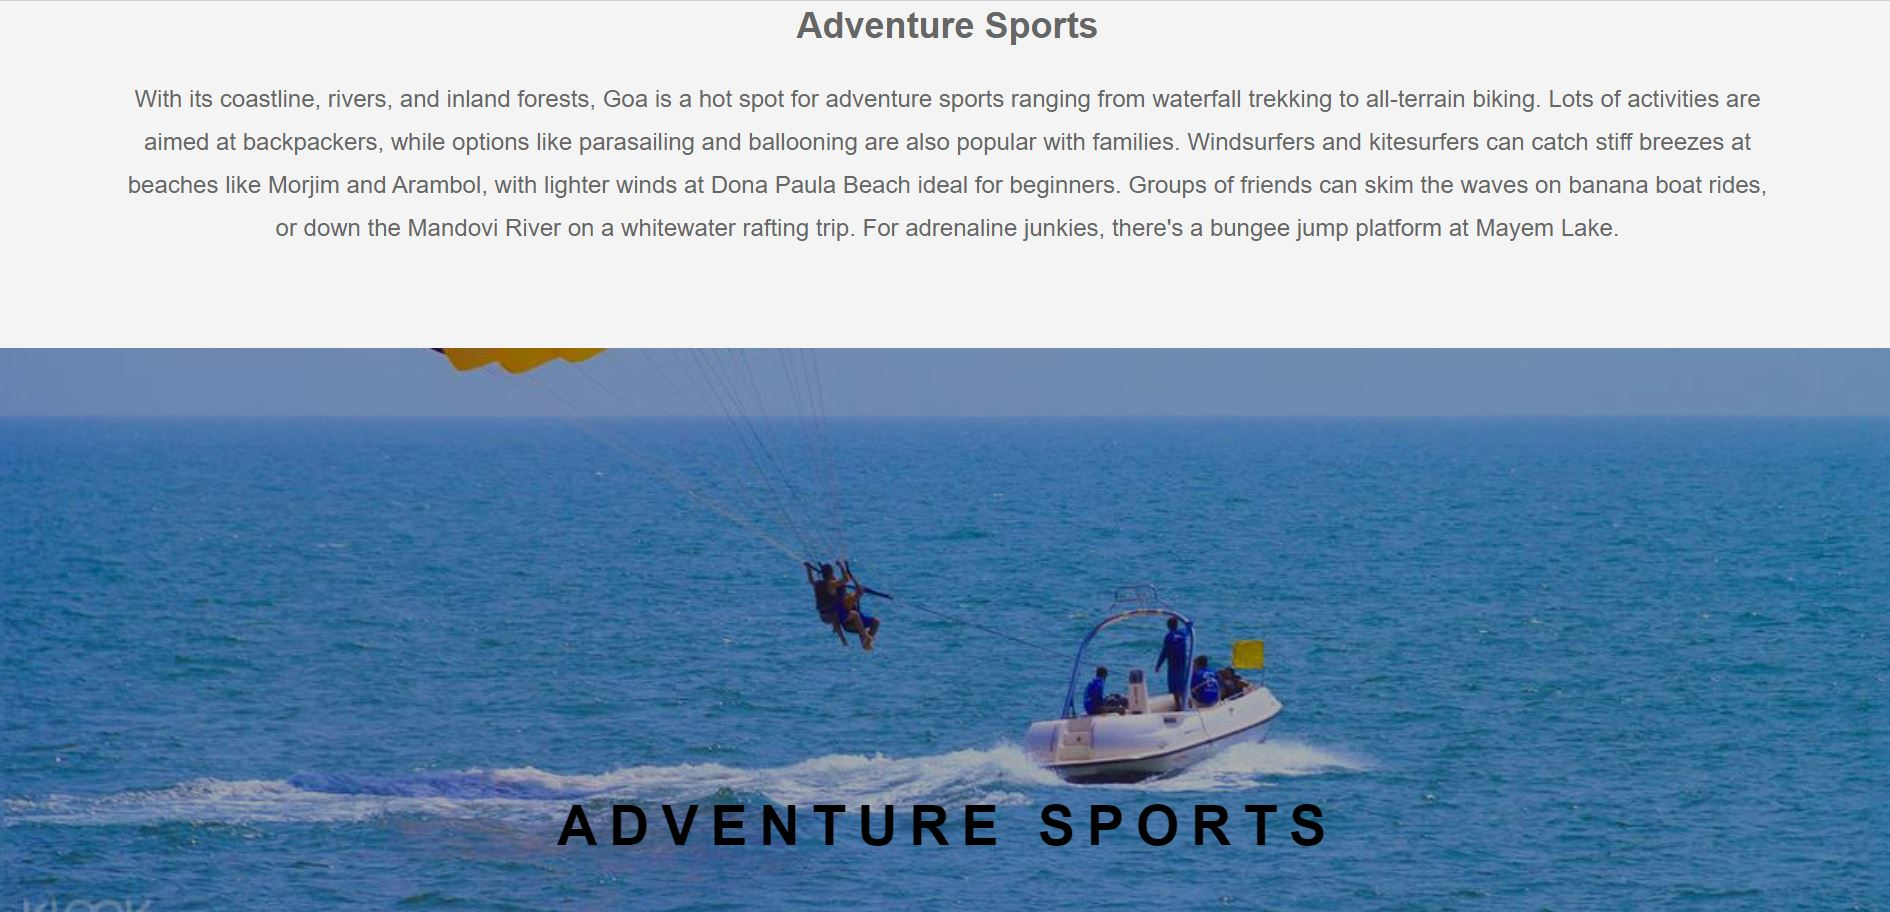 Adventure Sports
With its coastline, rivers, and inland forests, Goa is a hot spot for adventure sports ranging from waterfall trekking to all-terrain biking. Lots of activities are
aimed at backpackers, while options like parasailing and ballooning are also popular with families. Windsurfers and kitesurfers can catch stiff breezes at
beaches like Morjim and Arambol, with lighter winds at Dona Paula Beach ideal for beginners. Groups of friends can skim the waves on banana boat rides,
or down the Mandovi River on a whitewater rafting trip. For adrenaline junkies, there's a bungee jump platform at Mayem Lake.
ADVENTURE SPORTS
KLOOK